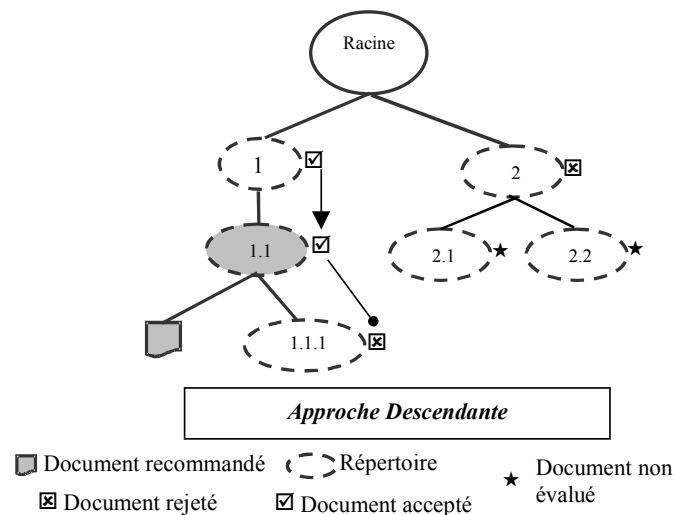 Racine
1
2
1.1
2.1
2.2
1.1.1
Approche Descendante
Document recommandé
Répertoire
Document non
évalué
Document rejeté
Document accepté